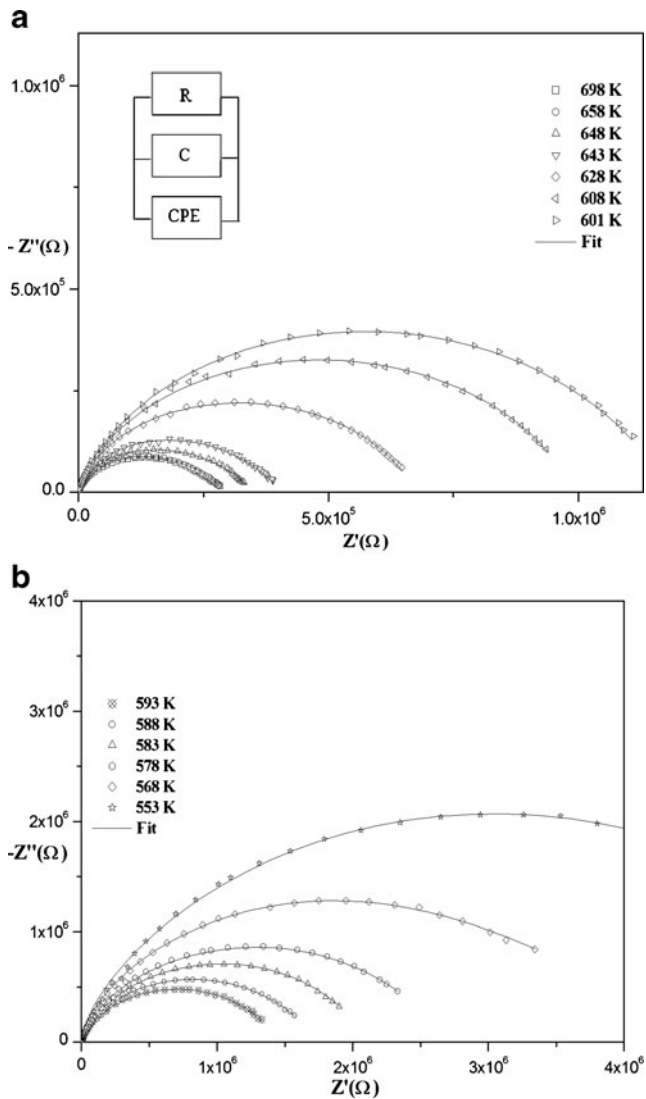 a
1.0x10⁶
R
C
CPE
698 K
658 K
648 K
643 K
628 K
608 K
601 K
Fit
- Z''(Ω)
5.0x10⁵
0.0
0.0
5.0x10⁵
1.0x10⁶
Z'(Ω)
b
4x10⁶
3x10⁶
593 K
588 K
583 K
578 K
568 K
553 K
Fit
2x10⁶
-Z''(Ω)
1x10⁶
0
0
1x10⁶
2x10⁶
3x10⁶
4x10⁶
Z'(Ω)